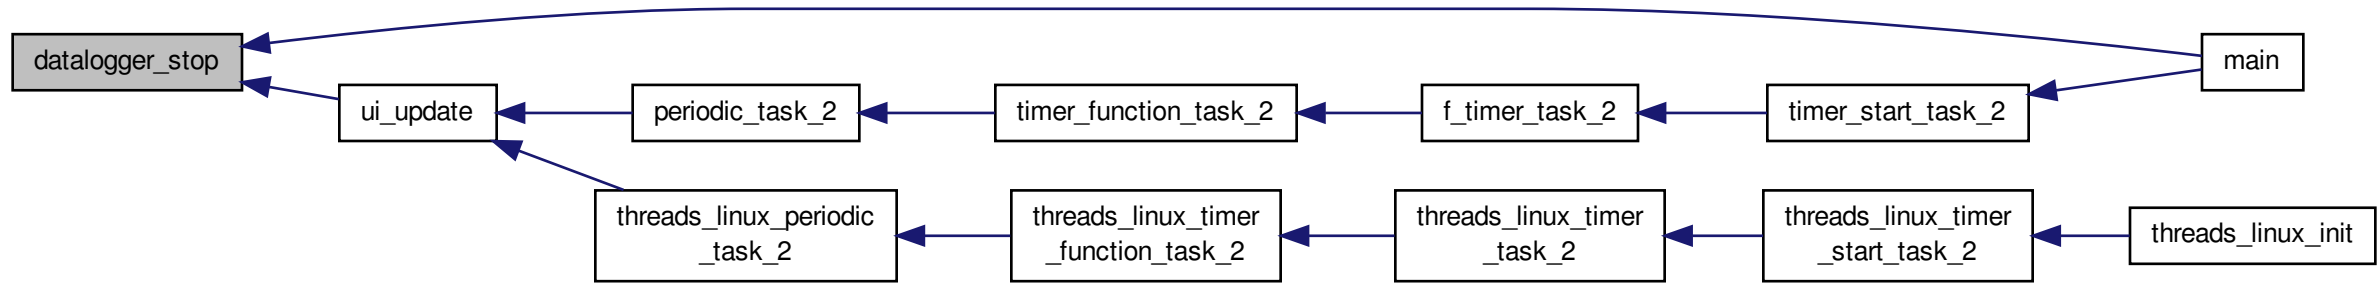 datalogger_stop
main
ui_update
periodic_task_2
timer_function_task_2
f_timer_task_2
timer_start_task_2
threads_linux_periodic
_task_2
threads_linux_timer
_function_task_2
threads_linux_timer
_task_2
threads_linux_timer
_start_task_2
threads_linux_init